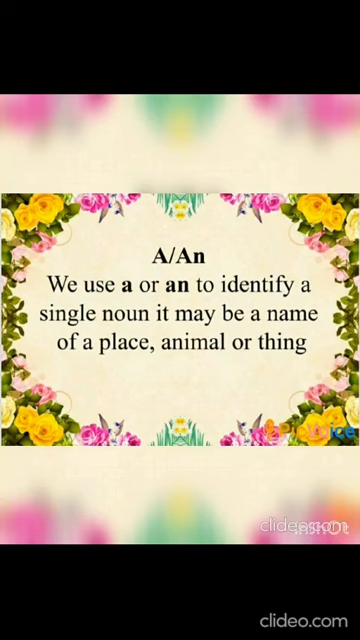 A/An
We use a or an to identify a
single noun it may be a name
of a place, animal or thing
clideo.com
clideo.com